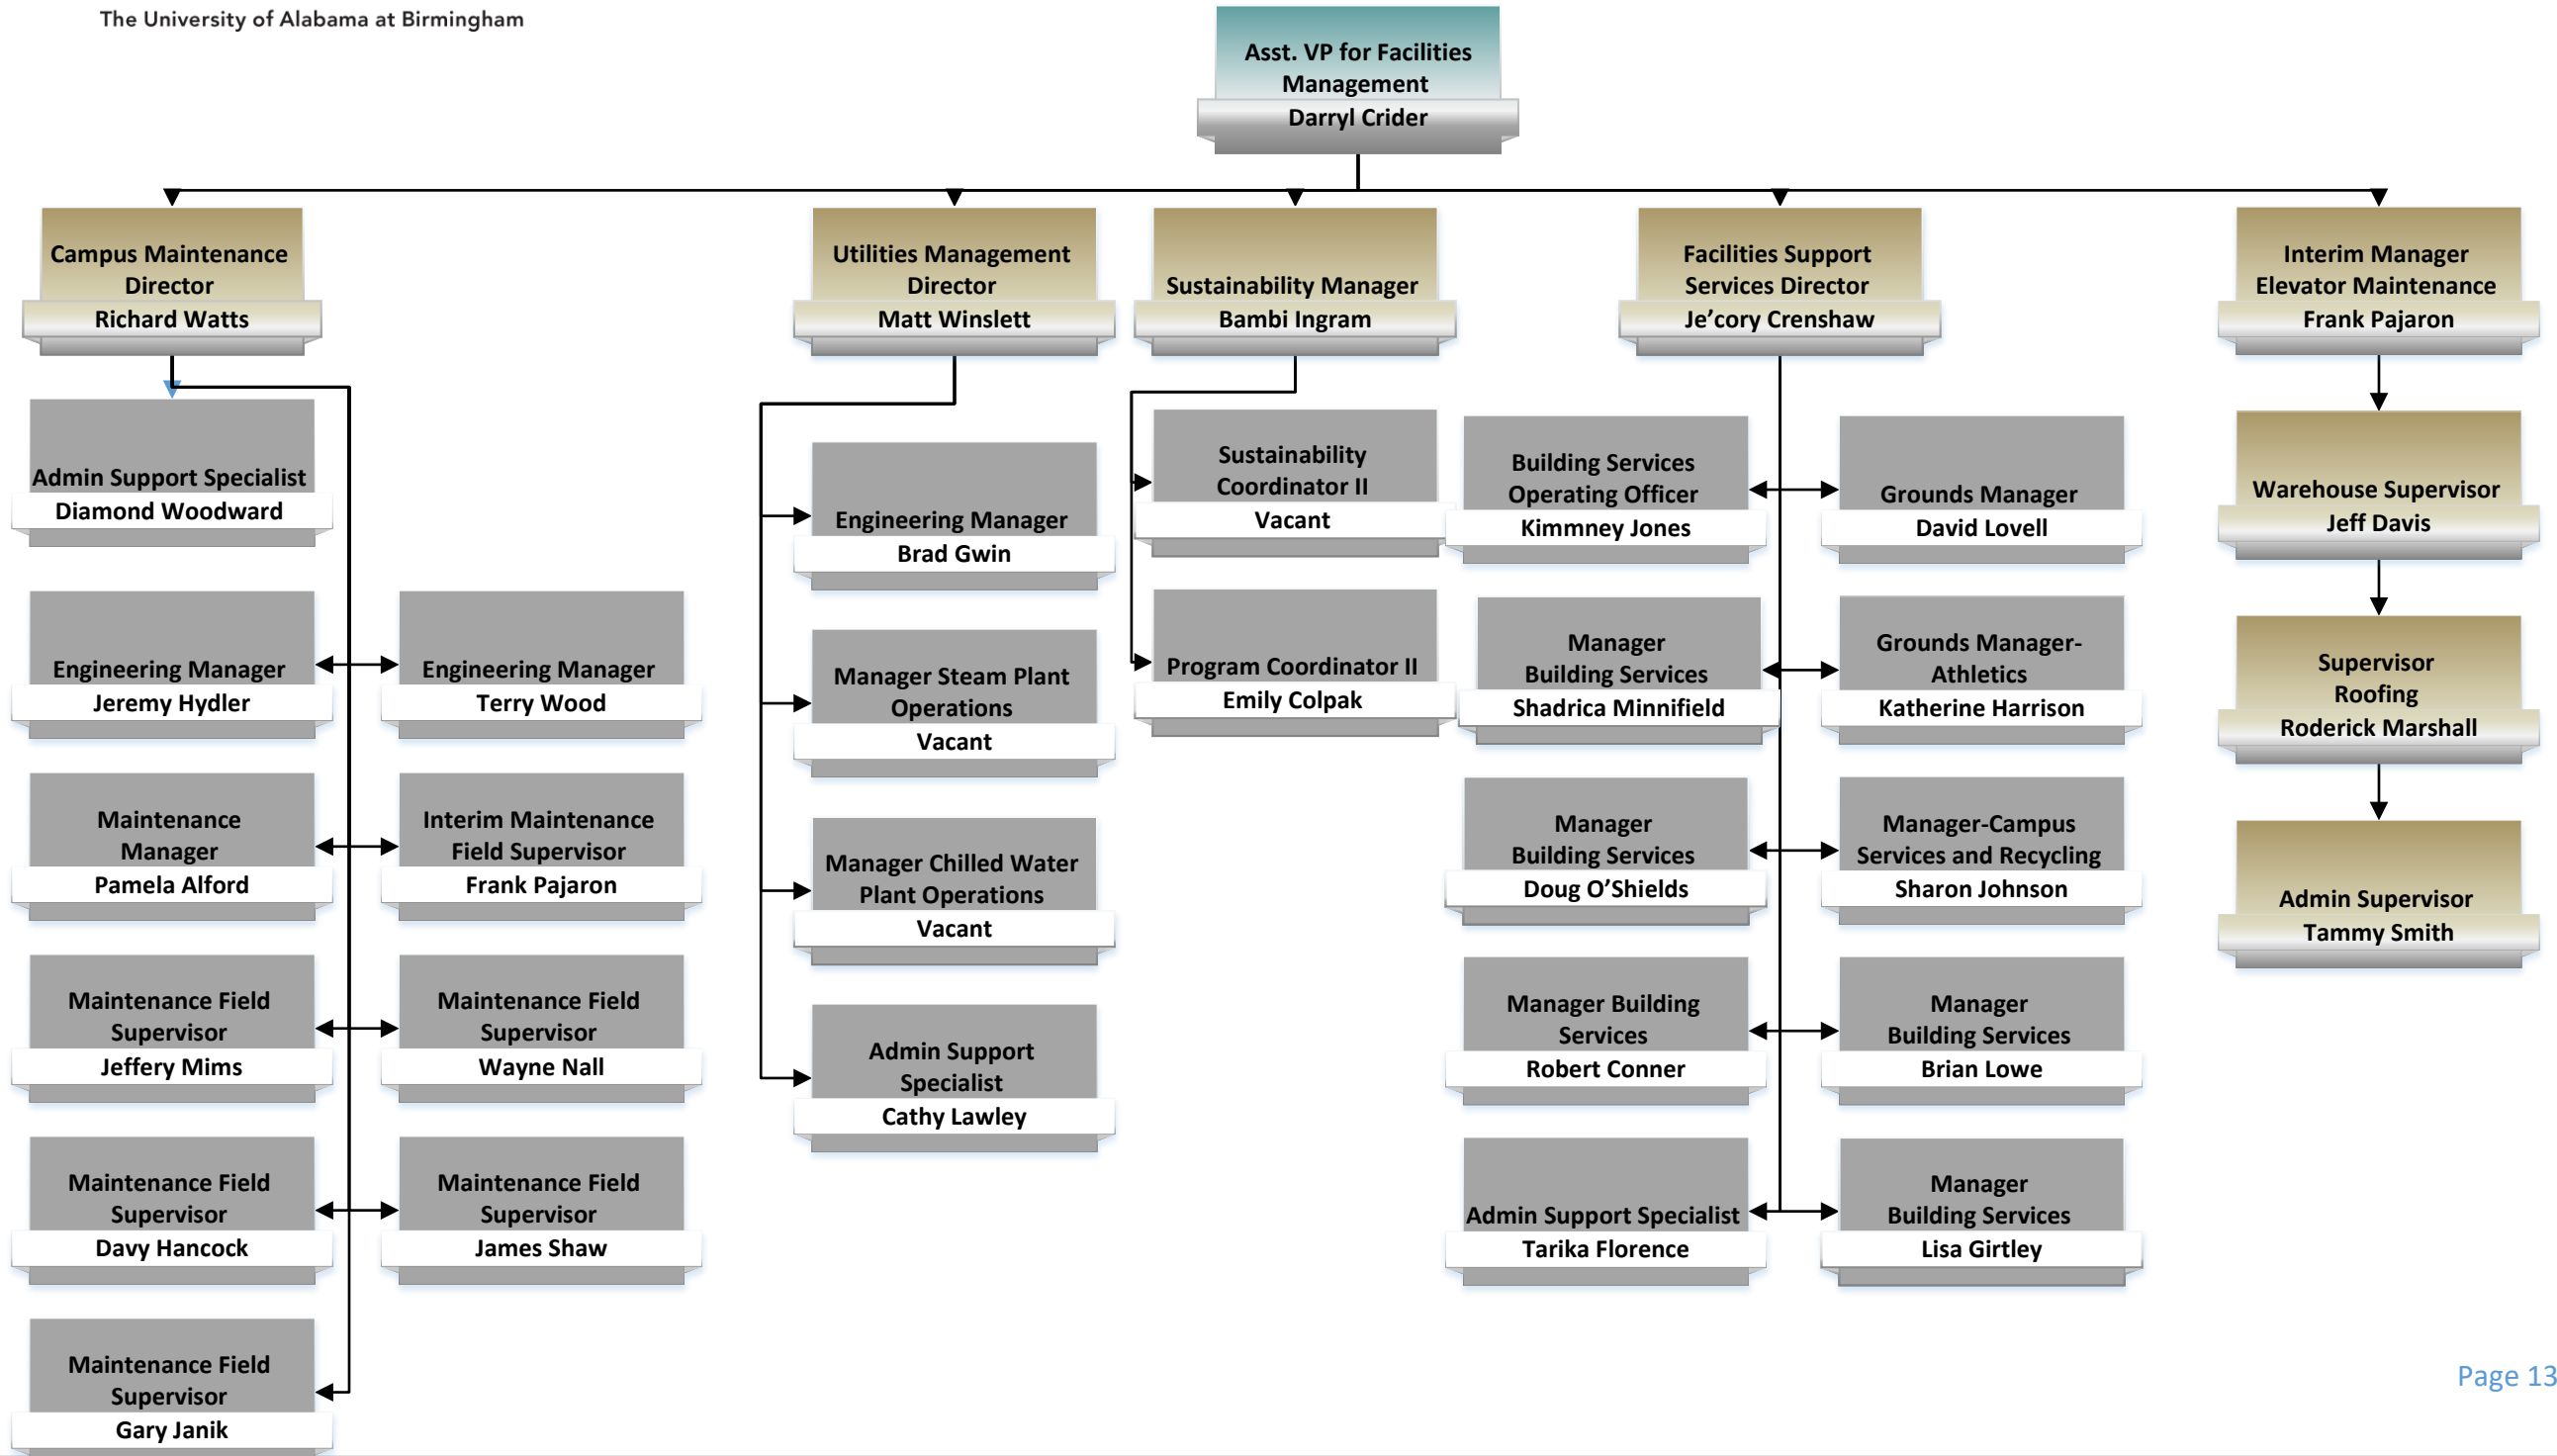 The University of Alabama at Birmingham
Asst. VP for Facilities
Management
Darryl Crider
Campus Maintenance
Director
Richard Watts
Utilities Management
Director
Matt Winslett
Sustainability Manager
Bambi Ingram
Facilities Support
Services Director
Je’cory Crenshaw
Interim Manager
Elevator Maintenance
Frank Pajaron
Admin Support Specialist
Diamond Woodward
Engineering Manager
Jeremy Hydler
Engineering Manager
Terry Wood
Maintenance
Manager
Pamela Alford
Interim Maintenance
Field Supervisor
Frank Pajaron
Maintenance Field
Supervisor
Jeffery Mims
Maintenance Field
Supervisor
Wayne Nall
Maintenance Field
Supervisor
Davy Hancock
Maintenance Field
Supervisor
James Shaw
Maintenance Field
Supervisor
Gary Janik
Engineering Manager
Brad Gwin
Manager Steam Plant
Operations
Vacant
Manager Chilled Water
Plant Operations
Vacant
Admin Support
Specialist
Cathy Lawley
Sustainability
Coordinator II
Vacant
Program Coordinator II
Emily Colpak
Building Services
Operating Officer
Kimmney Jones
Grounds Manager
David Lovell
Manager
Building Services
Shadrica Minnifield
Grounds Manager-
Athletics
Katherine Harrison
Manager
Building Services
Doug O’Shields
Manager-Campus
Services and Recycling
Sharon Johnson
Manager Building
Services
Robert Conner
Manager
Building Services
Brian Lowe
Admin Support Specialist
Tarika Florence
Manager
Building Services
Lisa Girtley
Warehouse Supervisor
Jeff Davis
Supervisor
Roofing
Roderick Marshall
Admin Supervisor
Tammy Smith
Page 13